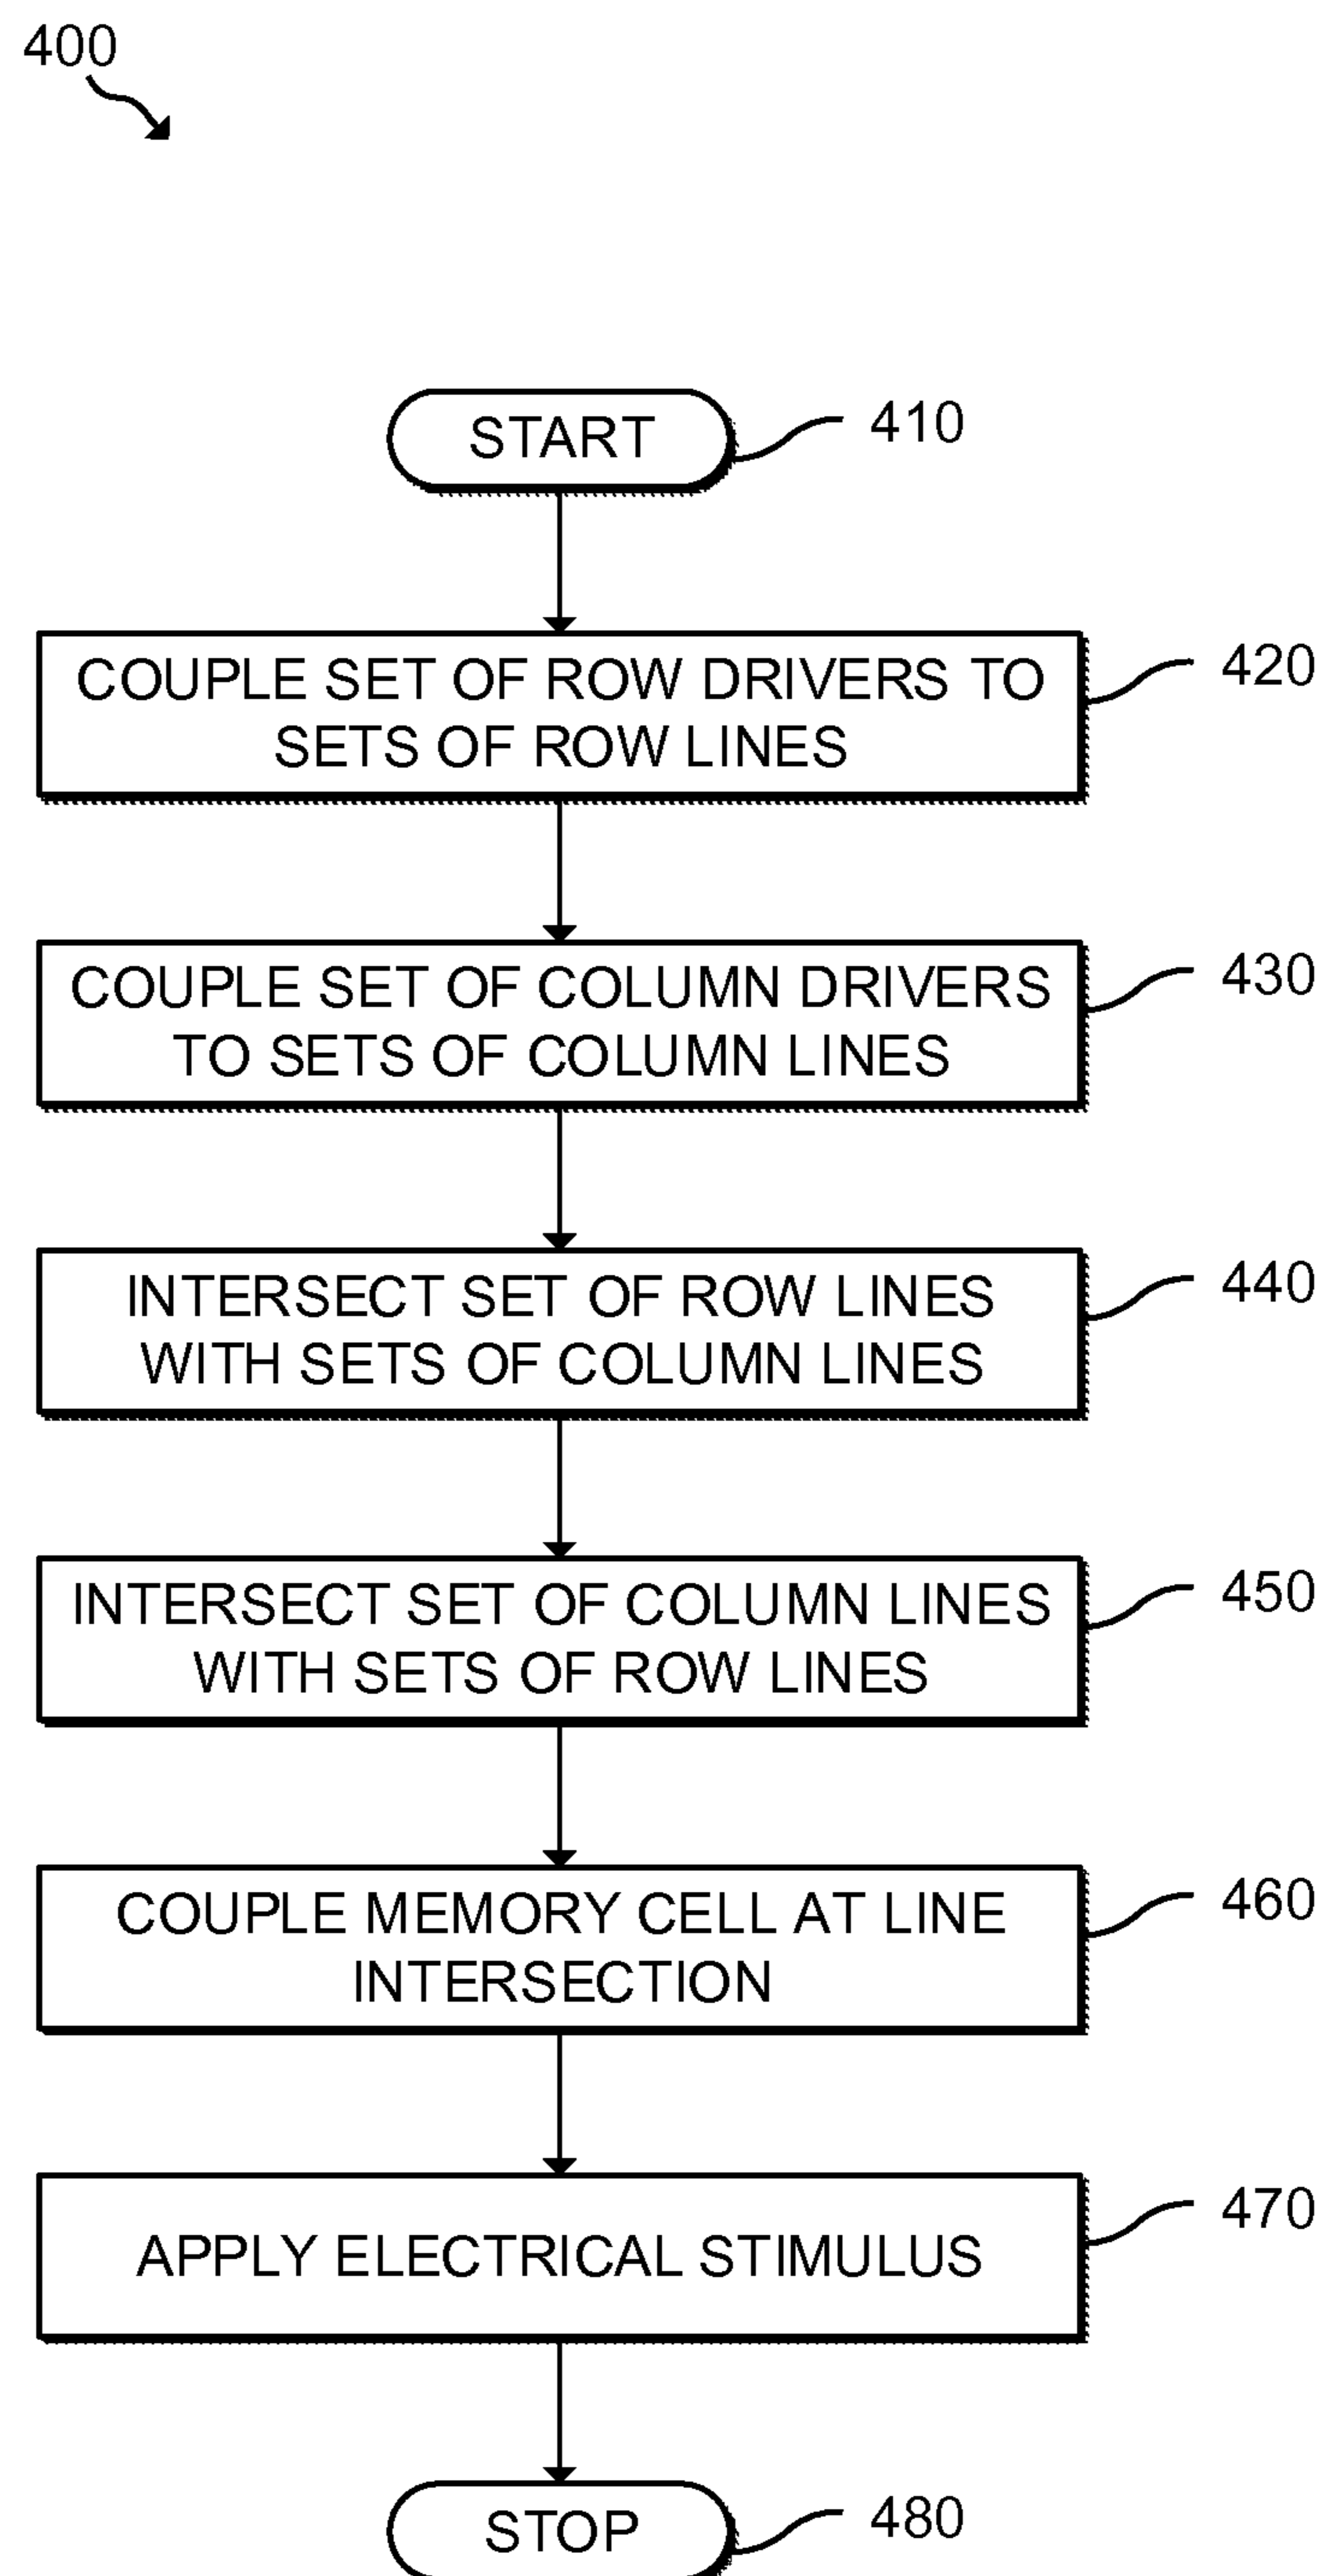 400
START
410
COUPLE SET OF ROW DRIVERS TO
SETS OF ROW LINES
420
COUPLE SET OF COLUMN DRIVERS
TO SETS OF COLUMN LINES
430
INTERSECT SET OF ROW LINES
WITH SETS OF COLUMN LINES
440
INTERSECT SET OF COLUMN LINES
WITH SETS OF ROW LINES
450
COUPLE MEMORY CELL AT LINE
INTERSECTION
460
APPLY ELECTRICAL STIMULUS
470
STOP
480